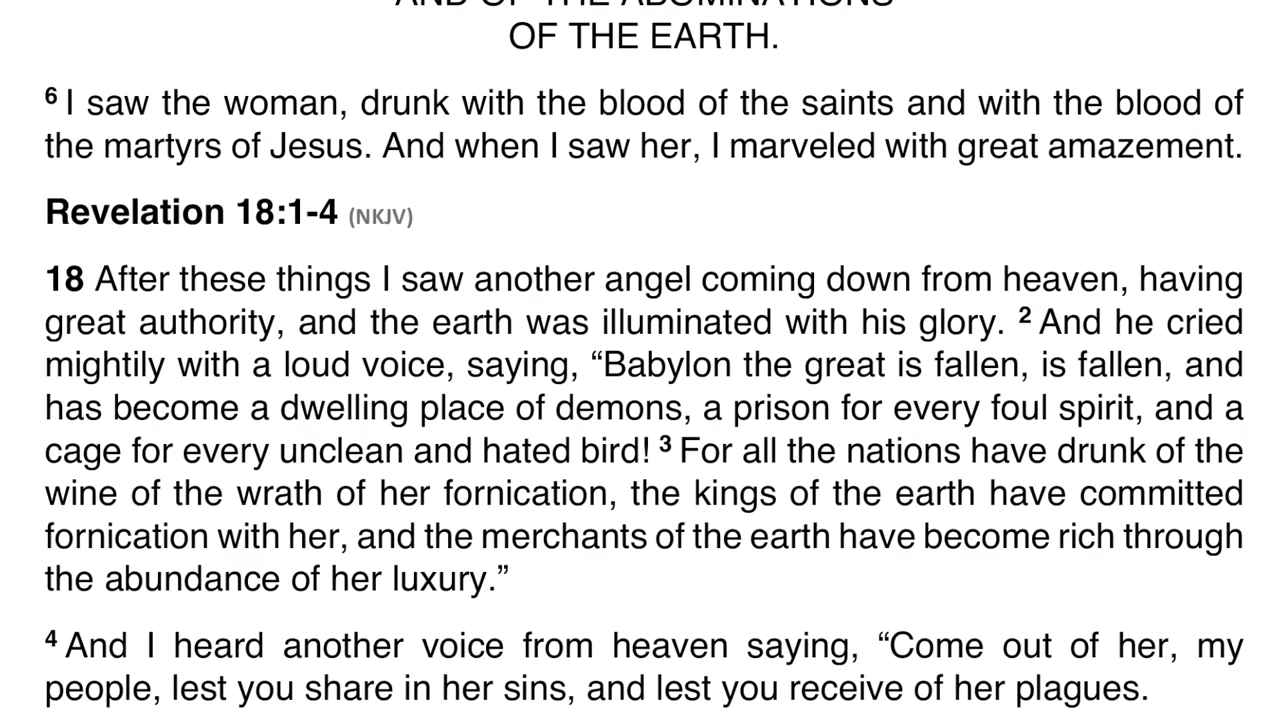 AND OF THE ABOMINATIONS
OF THE EARTH.
6 I saw the woman, drunk with the blood of the saints and with the blood of
the martyrs of Jesus. And when I saw her, I marveled with great amazement.
Revelation 18:1-4 (NKJV)
18 After these things I saw another angel coming down from heaven, having
great authority, and the earth was illuminated with his glory. 2 And he cried
mightily with a loud voice, saying, “Babylon the great is fallen, is fallen, and
has become a dwelling place of demons, a prison for every foul spirit, and a
cage for every unclean and hated bird! 3 For all the nations have drunk of the
wine of the wrath of her fornication, the kings of the earth have committed
fornication with her, and the merchants of the earth have become rich through
the abundance of her luxury.”
4 And I heard another voice from heaven saying, “Come out of her, my
people, lest you share in her sins, and lest you receive of her plagues.